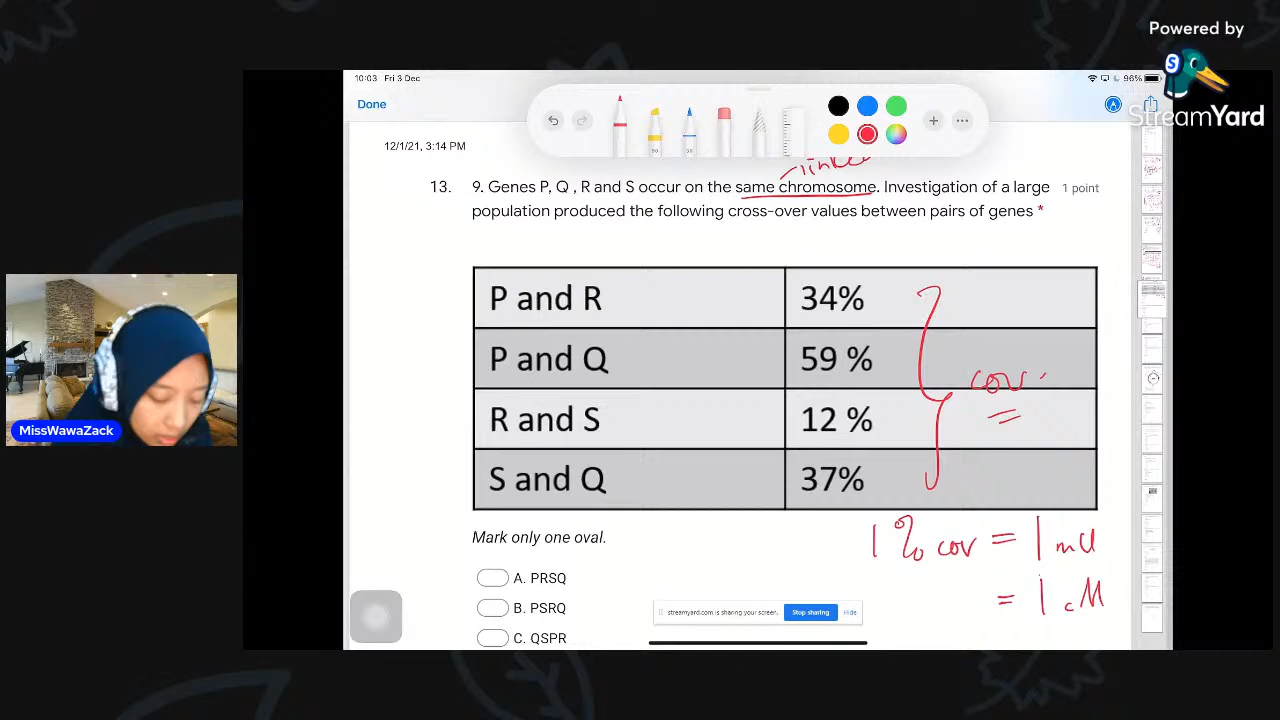 Powered by
StreamYard
10:03 Fri 3 Dec
96%
Done
12/1/21, 3:14 PM
linked
13. 9. Genes P, Q , R and S occur on the same chromosome. Investigation of a large 1 point
population produced the following cross-over values between pairs of genes *
P and R 34%
P and Q 59 %
R and S 12 %
S and Q 37%
cov
=
1% cov = 1 mu
= 1 cM
Mark only one oval.
A. PRSQ
B. PSRQ
C. QSPR
streamyard.com is sharing your screen. Stop sharing Hide
MissWawaZack